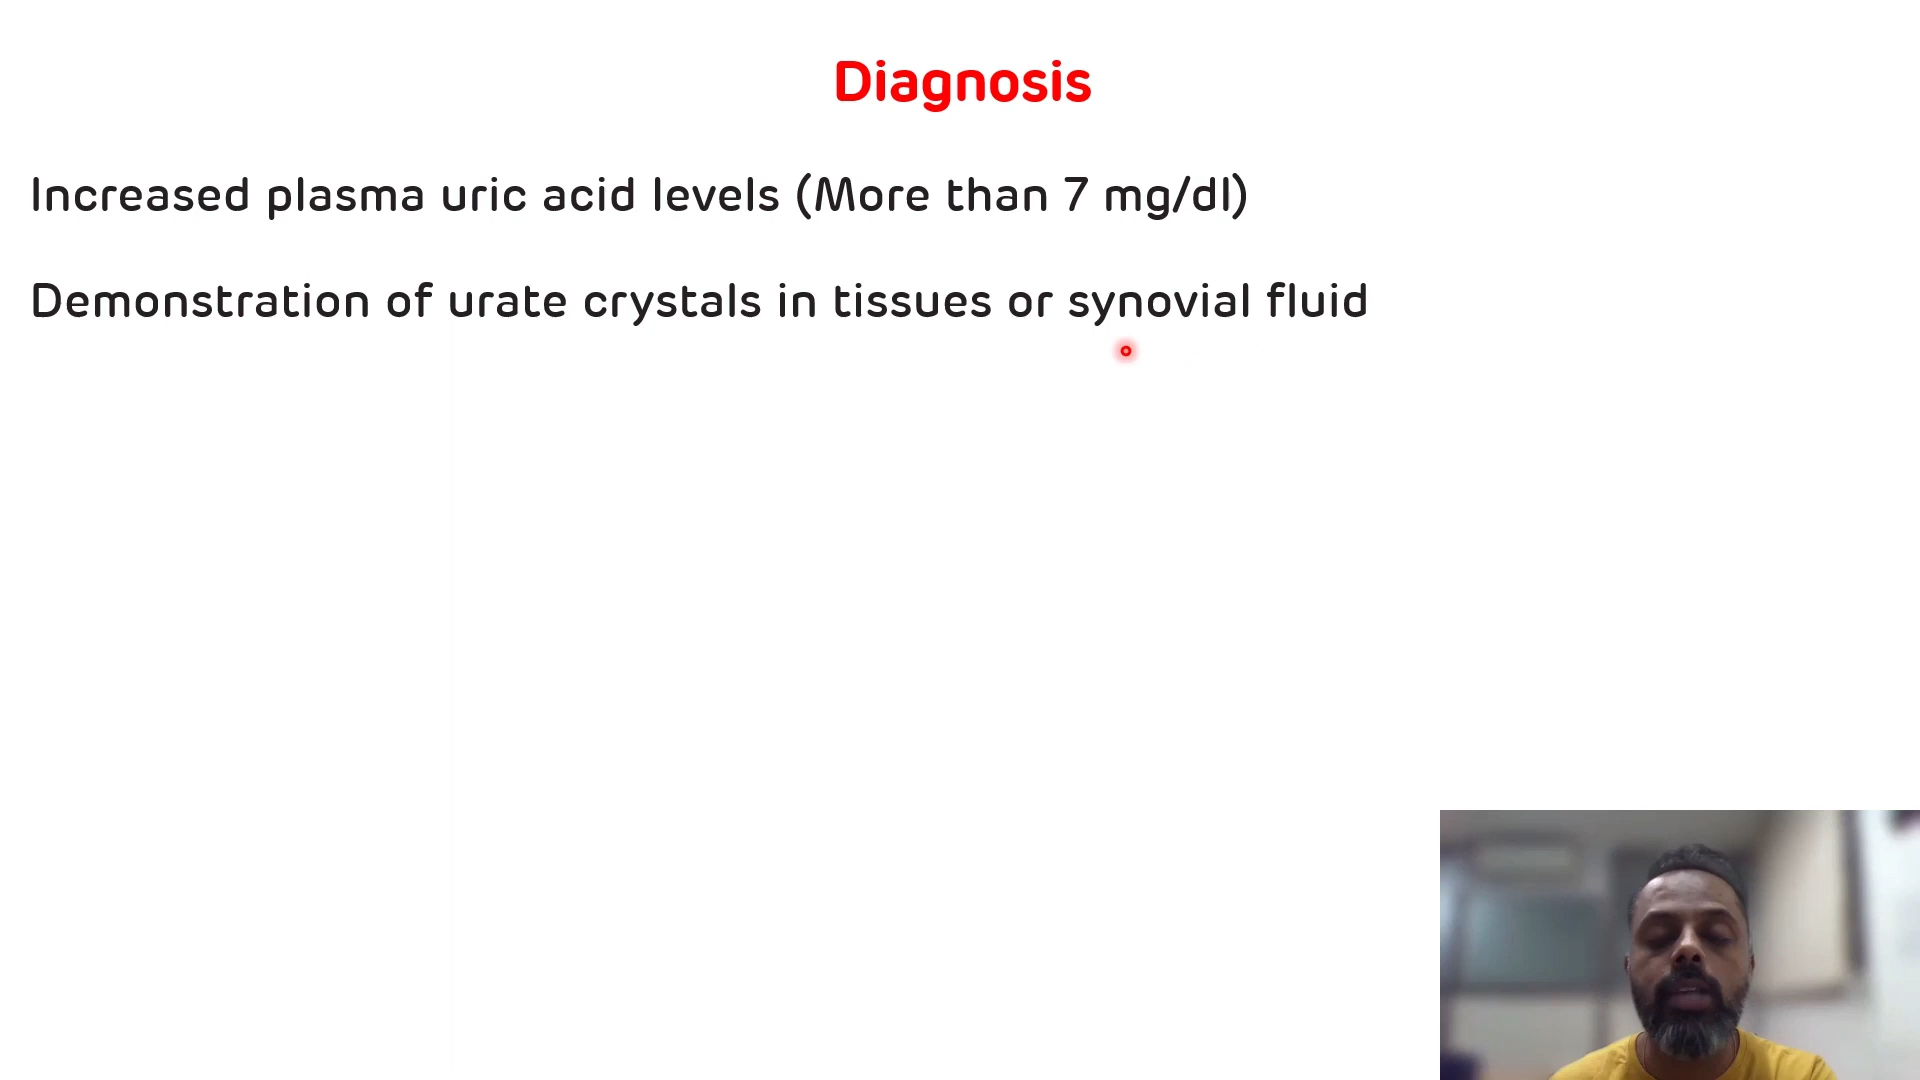 Diagnosis
Increased plasma uric acid levels (More than 7 mg/dl)
Demonstration of urate crystals in tissues or synovial fluid